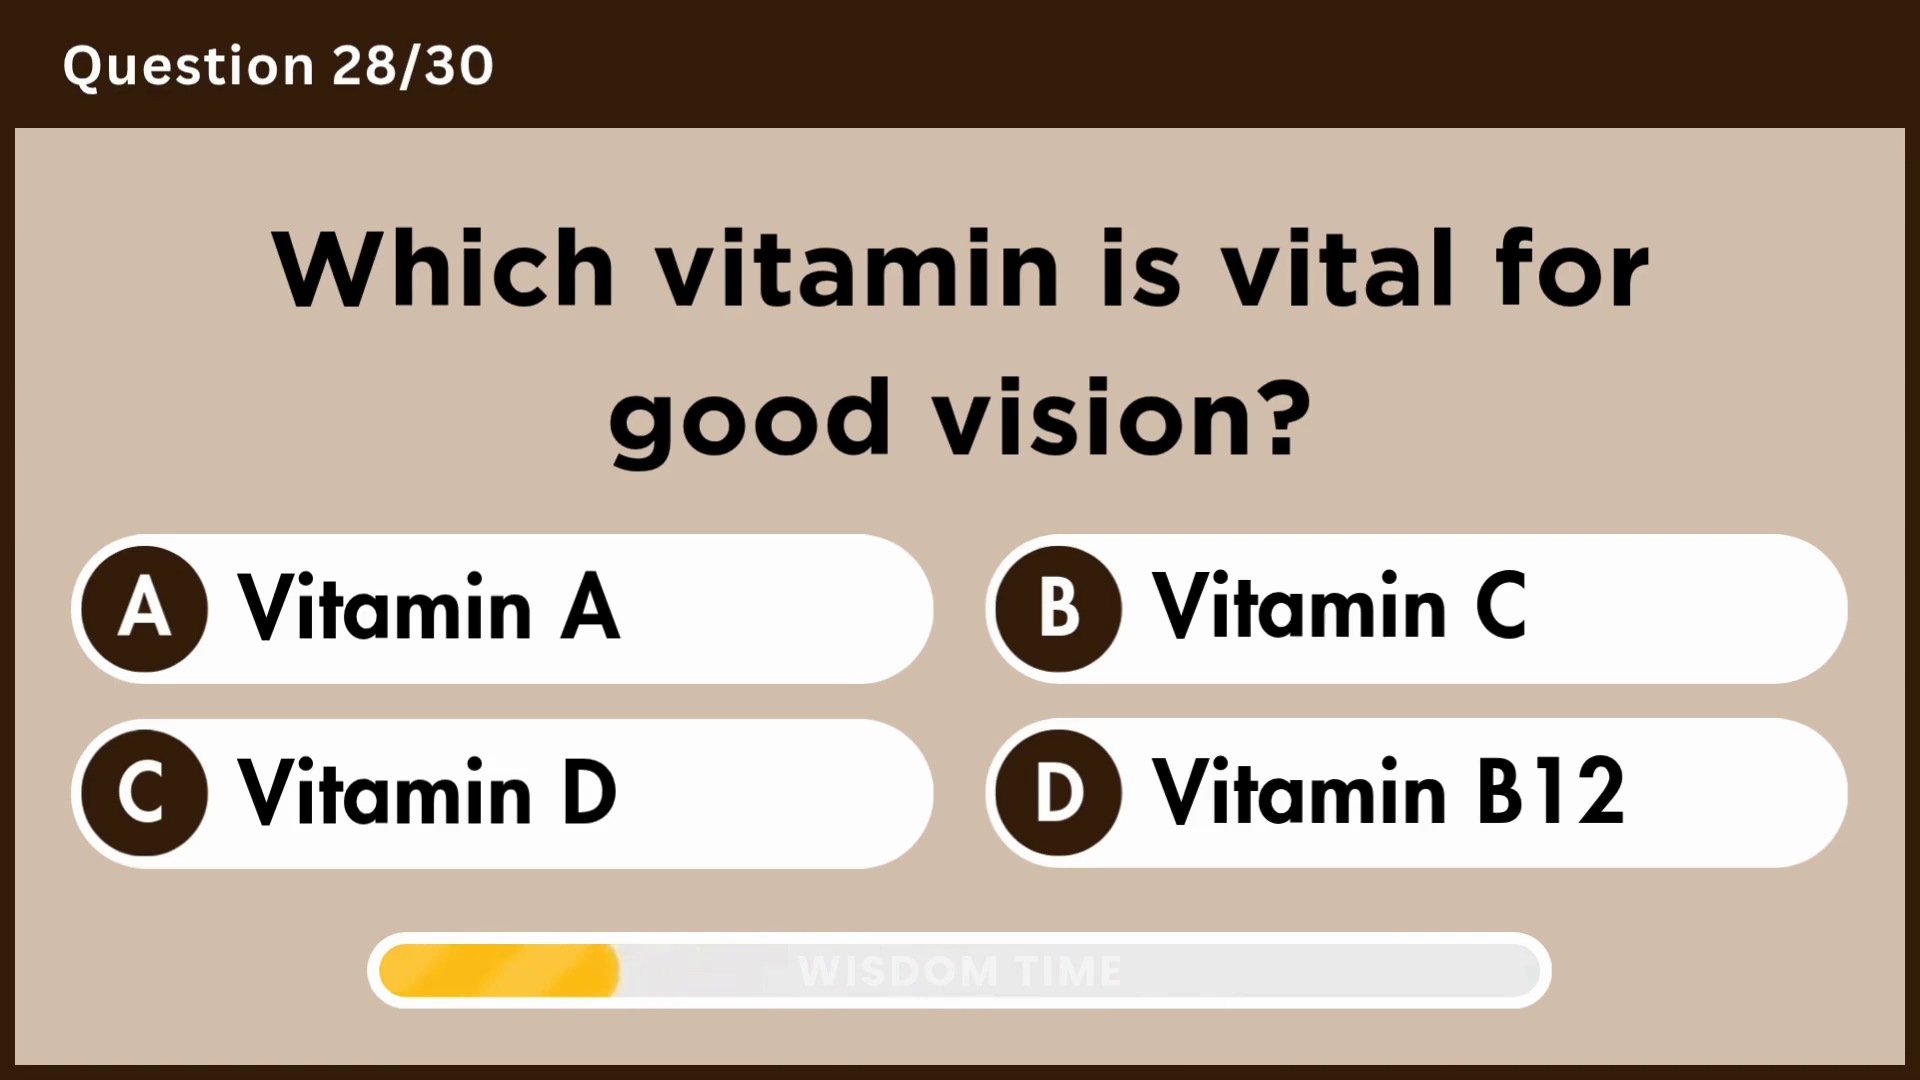 Question 28/30
Which vitamin is vital for
good vision?
A Vitamin A
B Vitamin C
C Vitamin D
D Vitamin B12
WISDOM TIME